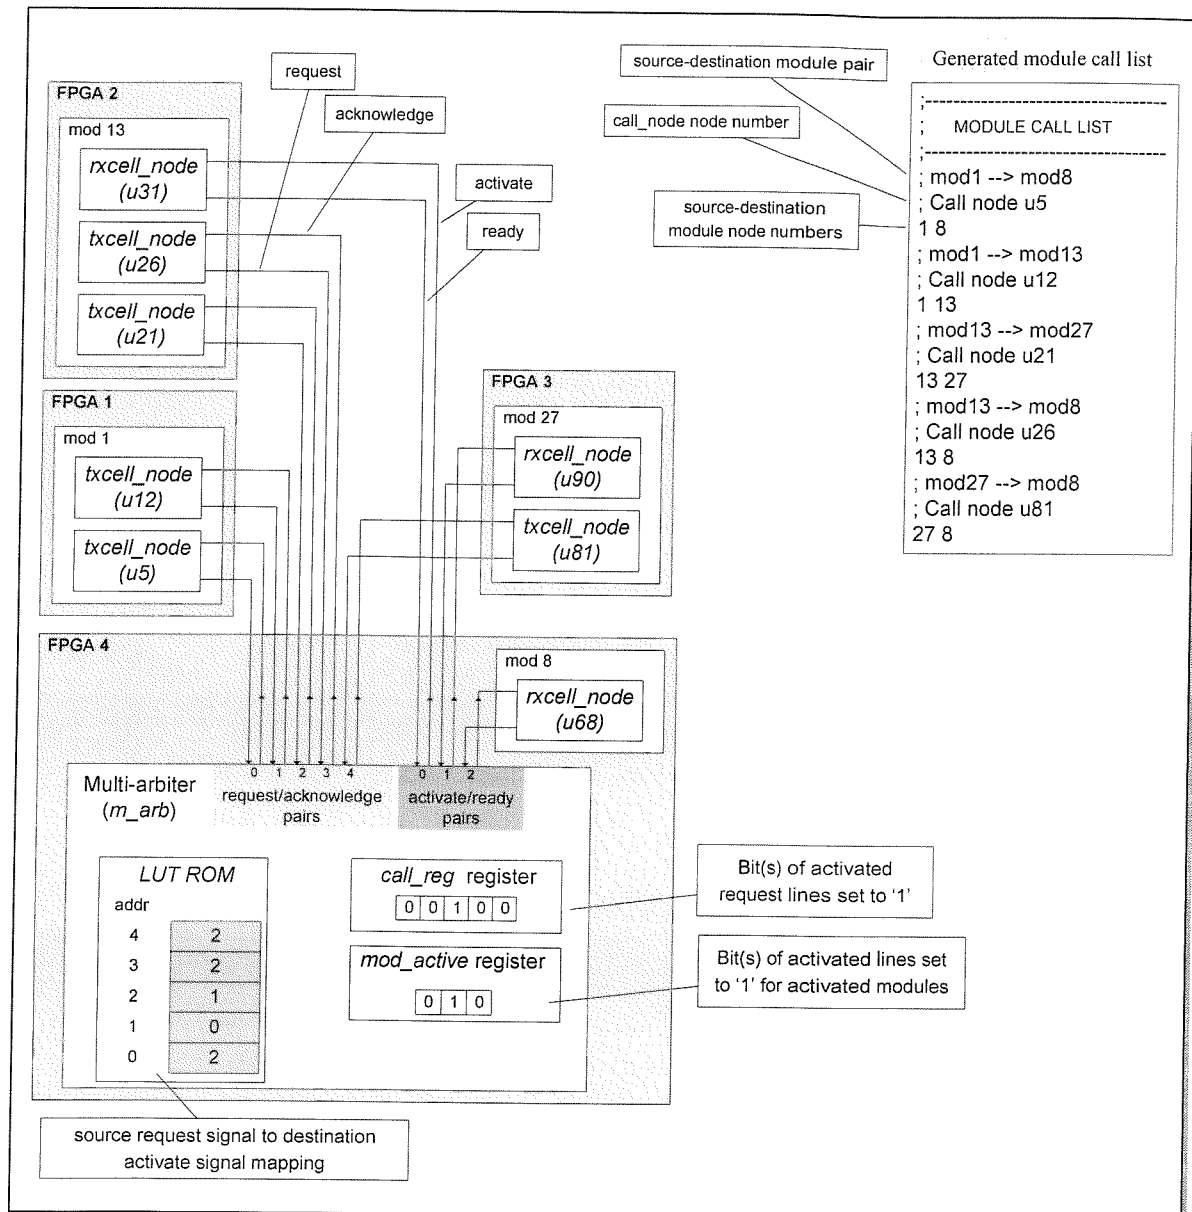 request
acknowledge
activate
ready
FPGA 2
mod 13
rxcell_node
(u31)
txcell_node
(u26)
txcell_node
(u21)
FPGA 1
mod 1
txcell_node
(u12)
txcell_node
(u5)
FPGA 3
mod 27
rxcell_node
(u90)
txcell_node
(u81)
source-destination module pair
call_node node number
source-destination
module node numbers
Generated module call list
;----------------------------------
; MODULE CALL LIST
;----------------------------------
; mod1 --> mod8
; Call node u5
1 8
; mod1 --> mod13
; Call node u12
1 13
; mod13 --> mod27
; Call node u21
13 27
; mod13 --> mod8
; Call node u26
13 8
; mod27 --> mod8
; Call node u81
27 8
FPGA 4
mod 8
rxcell_node
(u68)
Multi-arbiter
(m_arb)
0 1 2 3 4
request/acknowledge
pairs
0 1 2
activate/ready
pairs
LUT ROM
addr
4 2
3 2
2 1
1 0
0 2
call_reg register
0 0 1 0 0
mod_active register
0 1 0
Bit(s) of activated
request lines set to ‘1’
Bit(s) of activated lines set
to ‘1’ for activated modules
source request signal to destination
activate signal mapping